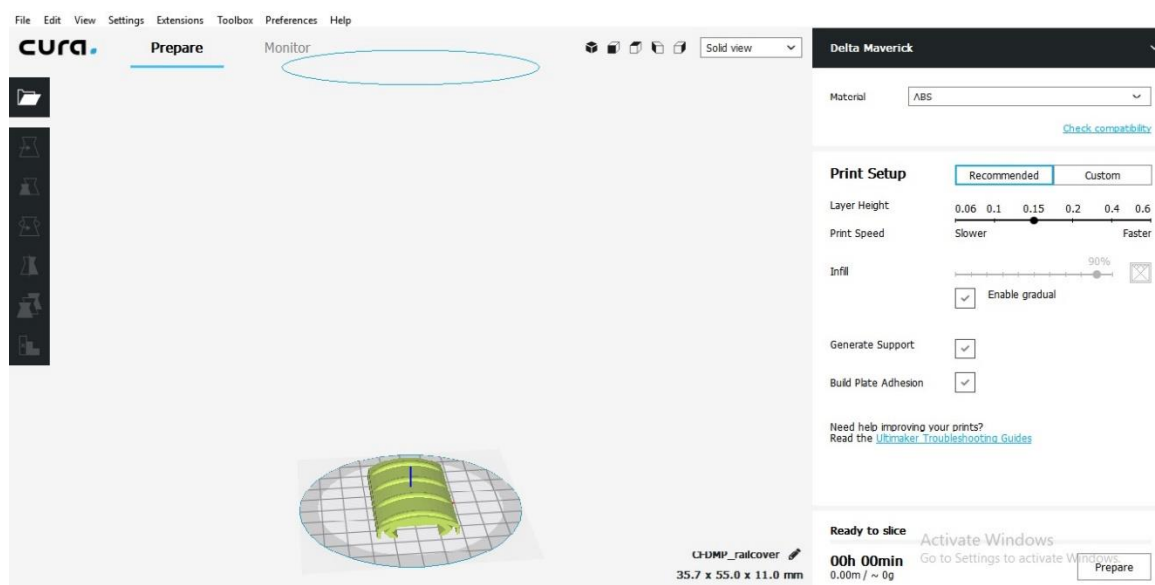 File Edit View Settings Extensions Toolbox Preferences Help
cura.
Prepare
Monitor
Solid view
Delta Maverick
Material
ABS
Check compatibility
Print Setup
Recommended
Custom
Layer Height
0.06 0.1 0.15 0.2 0.4 0.6
Print Speed
Slower
Faster
90%
Infill
Enable gradual
Generate Support
Build Plate Adhesion
Need help improving your prints?
Read the Ultimaker Troubleshooting Guides
CFDMP_railcover
35.7 x 55.0 x 11.0 mm
Ready to slice
Activate Windows
Go to Settings to activate Windows.
00h 00min
0.00m / ~ 0g
Prepare